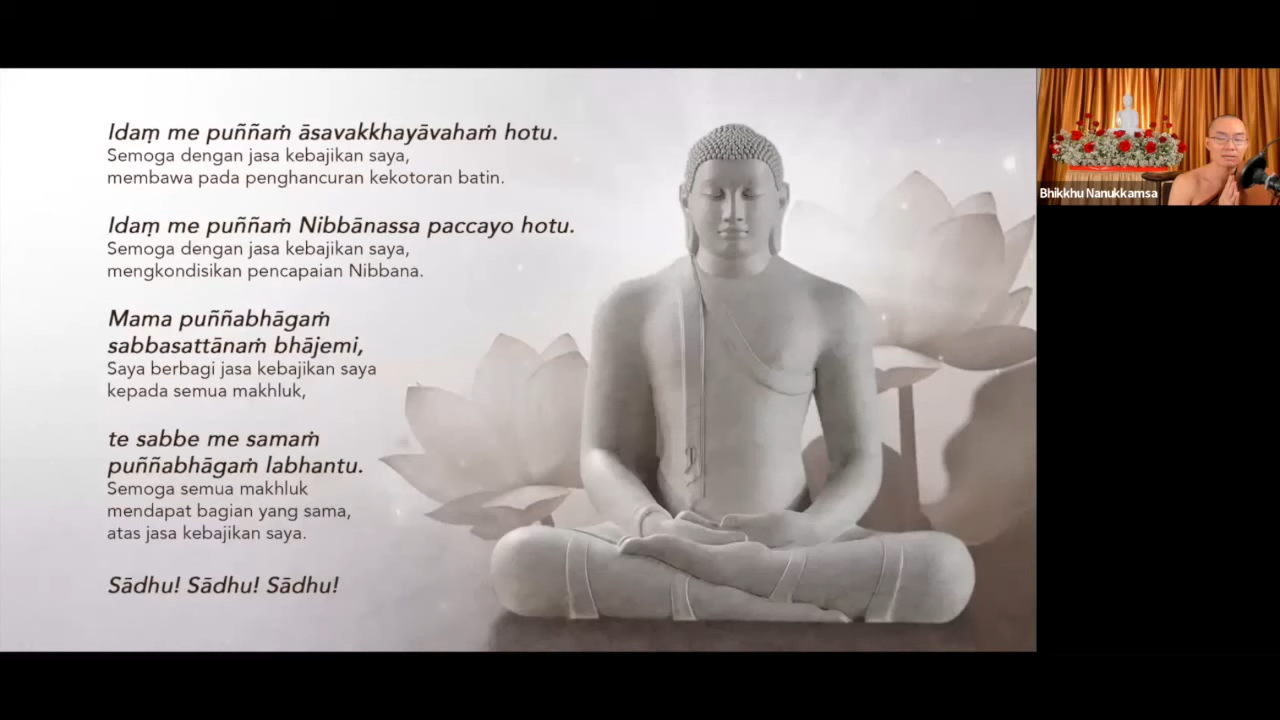 Idaṃ me puññaṁ āsavakkhayāvahaṁ hotu.
Semoga dengan jasa kebajikan saya,
membawa pada penghancuran kekotoran batin.
Idaṃ me puññaṁ Nibbānassa paccayo hotu.
Semoga dengan jasa kebajikan saya,
mengkondisikan pencapaian Nibbana.
Mama puññabhāgaṁ
sabbasattānaṁ bhājemi,
Saya berbagi jasa kebajikan saya
kepada semua makhluk,
te sabbe me samaṁ
puññabhāgaṁ labhantu.
Semoga semua makhluk
mendapat bagian yang sama,
atas jasa kebajikan saya.
Sādhu! Sādhu! Sādhu!
Bhikkhu Nanukkamsa